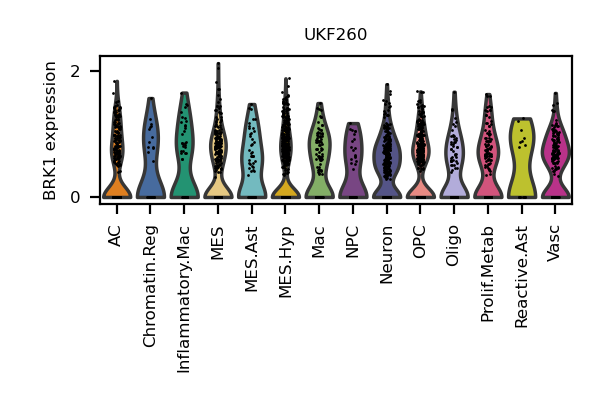 UKF260
BRK1 expression
2
0
AC
Chromatin.Reg
Inflammatory.Mac
MES
MES.Ast
MES.Hyp
Mac
NPC
Neuron
OPC
Oligo
Prolif.Metab
Reactive.Ast
Vasc